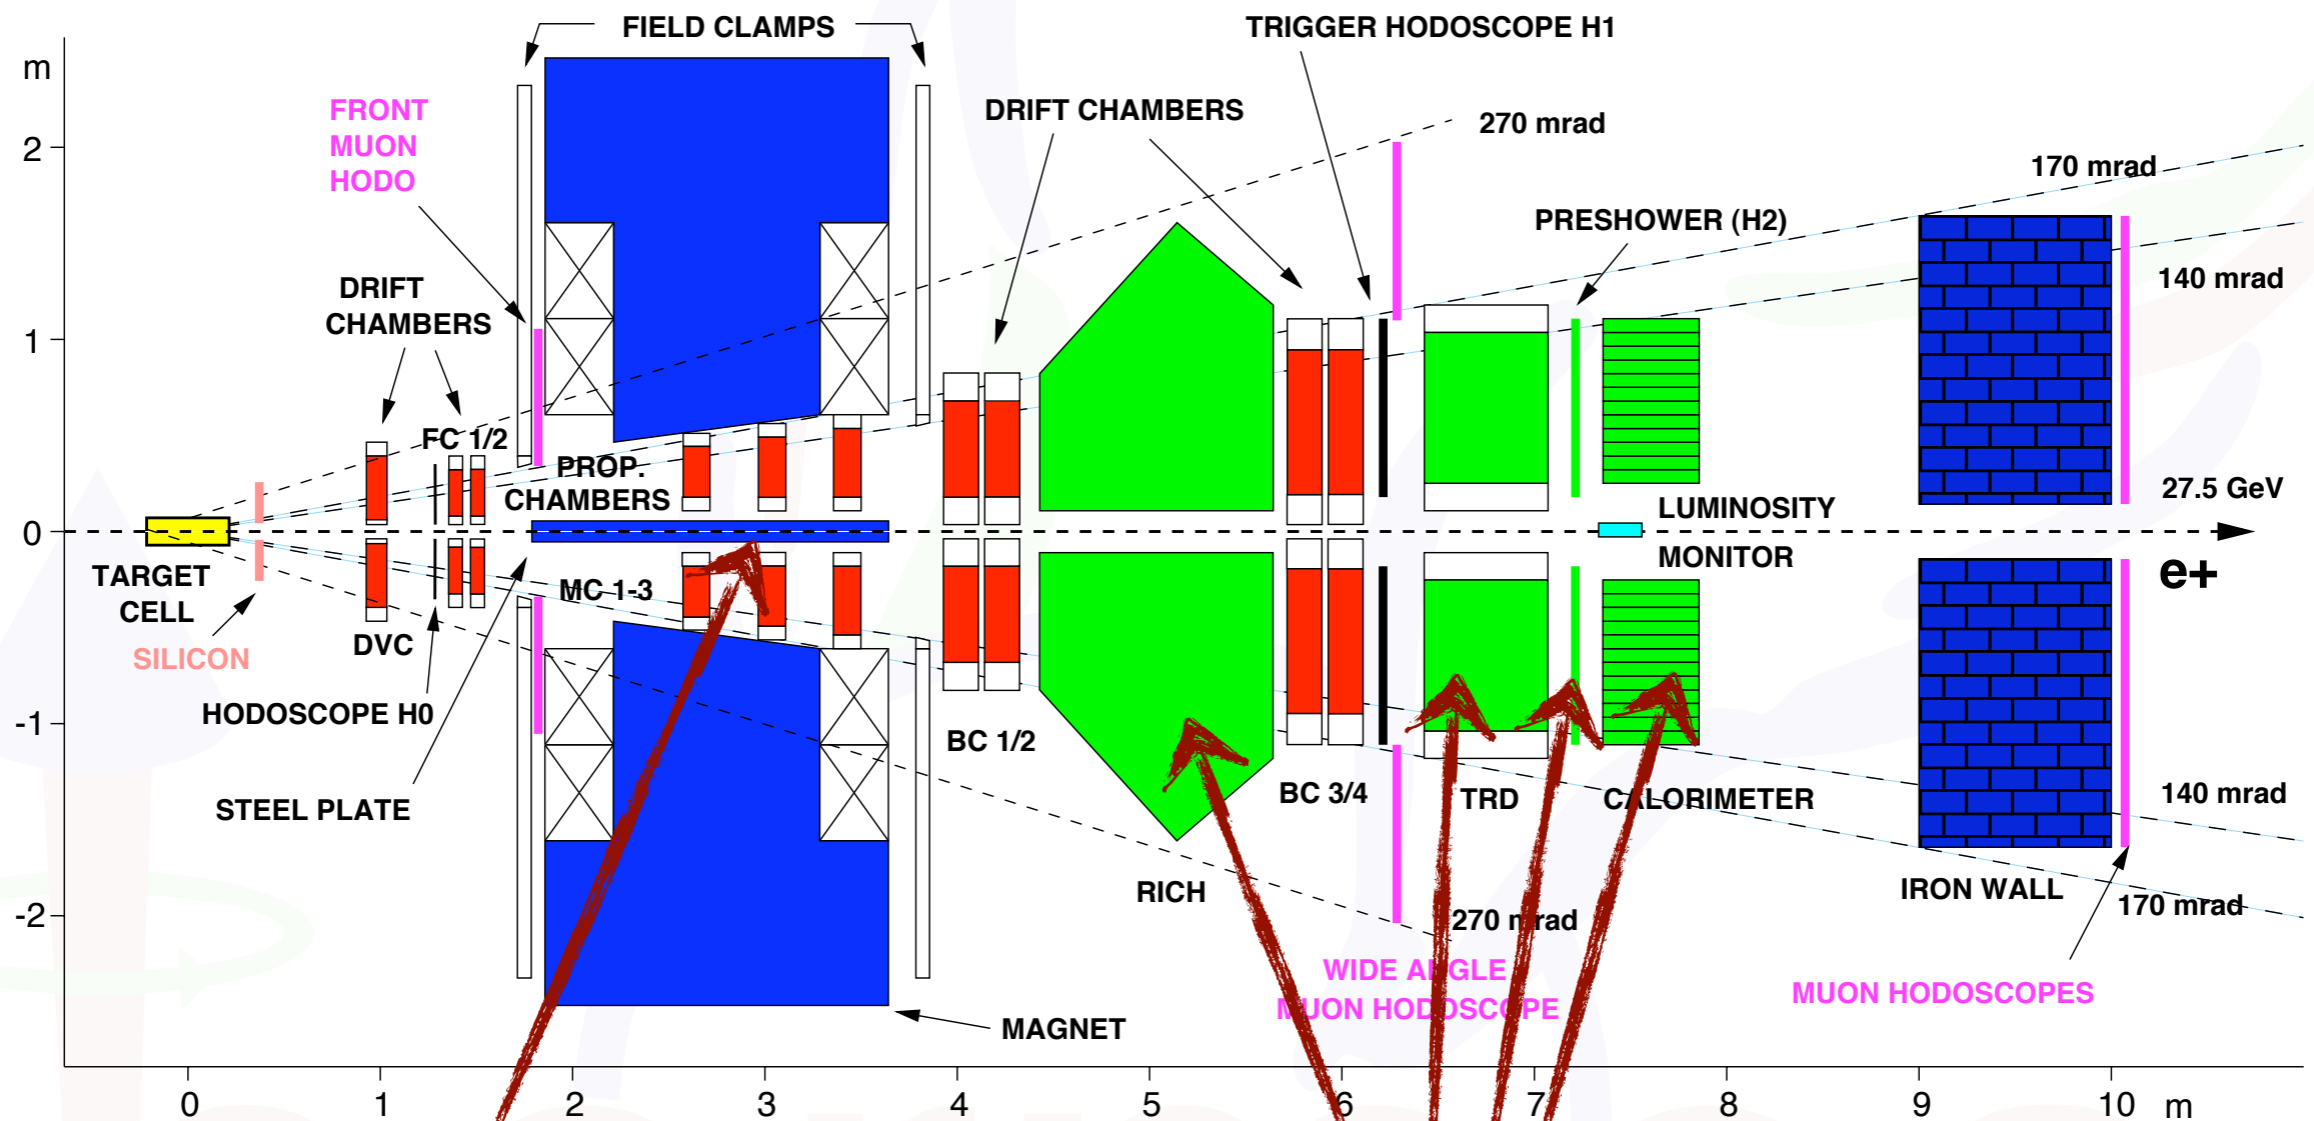 FIELD CLAMPS
TRIGGER HODOSCOPE H1
m
FRONT
MUON
HODO
DRIFT CHAMBERS
270 mrad
2
170 mrad
PRESHOWER (H2)
DRIFT
CHAMBERS
140 mrad
1
FC 1/2
PROP.
CHAMBERS
27.5 GeV
LUMINOSITY
0
MONITOR
e+
TARGET
CELL
MC 1-3
DVC
SILICON
HODOSCOPE H0
-1
BC 1/2
STEEL PLATE
BC 3/4
TRD
CALORIMETER
140 mrad
RICH
IRON WALL
-2
270 mrad
170 mrad
WIDE ANGLE
MUON HODOSCOPE
MUON HODOSCOPES
MAGNET
0 1 2 3 4 5 6 7 8 9 10 m